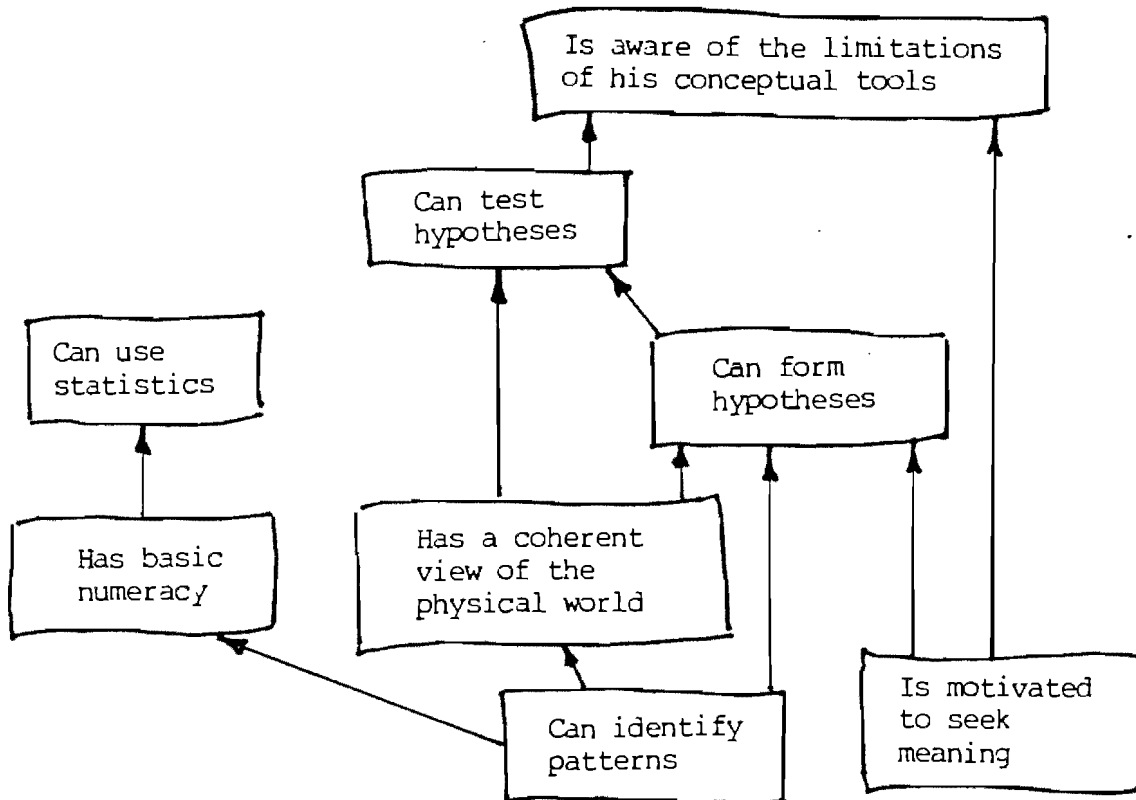 Is aware of the limitations
of his conceptual tools
Can test
hypotheses
Can use
statistics
Can form
hypotheses
Has basic
numeracy
Has a coherent
view of the
physical world
Is motivated
to seek
meaning
Can identify
patterns